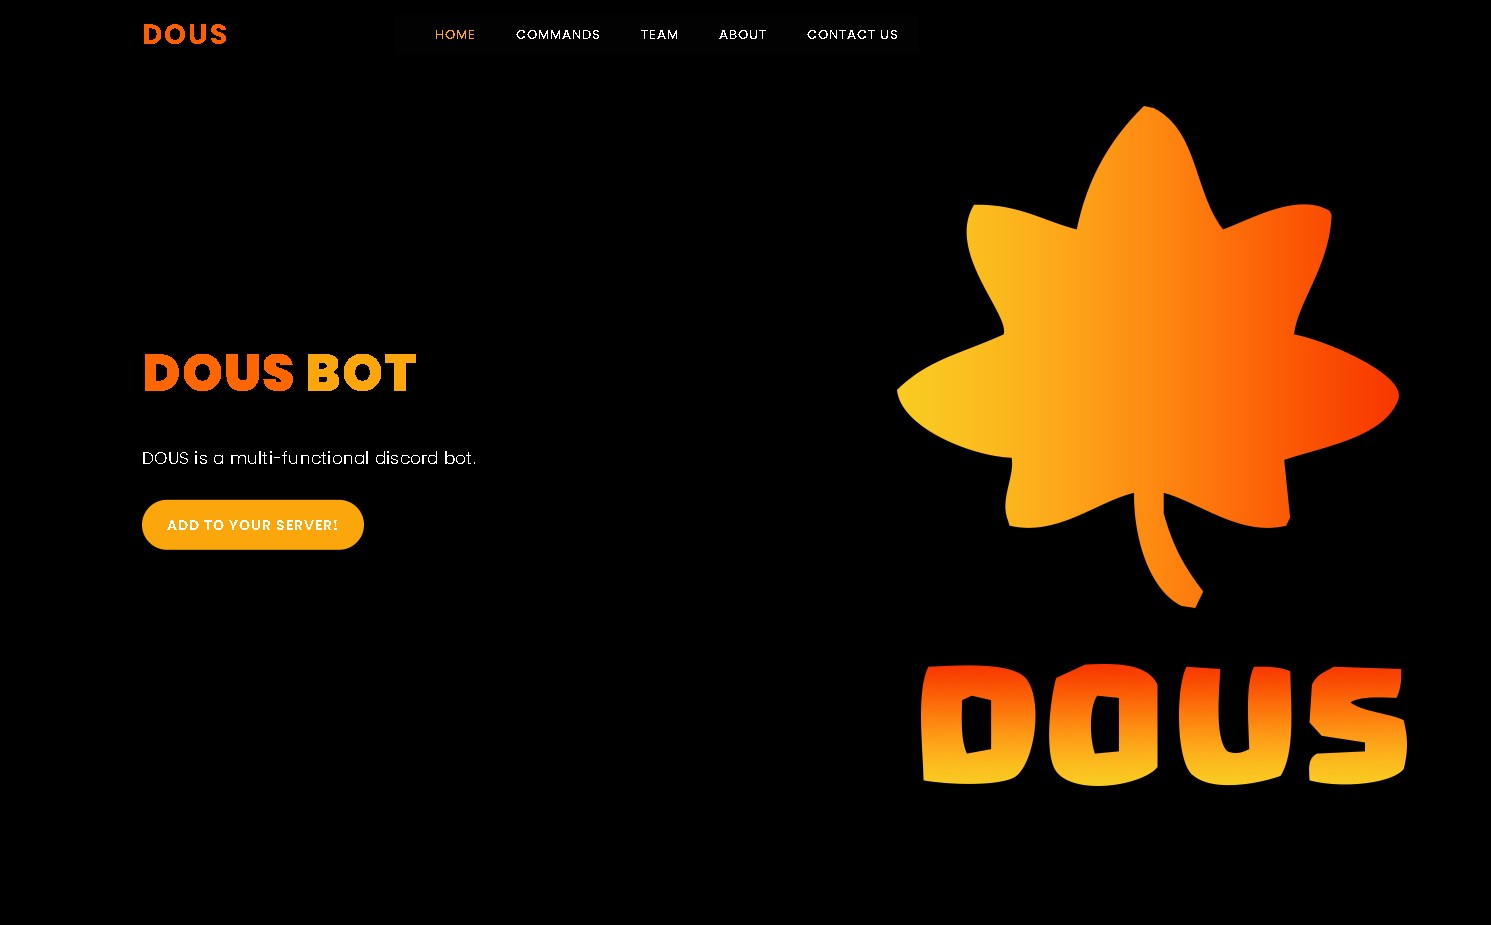 DOUS HOME COMMANDS TEAM ABOUT CONTACT US
DOUS BOT
DOUS is a multi-functional discord bot.
ADD TO YOUR SERVER!
DOUS